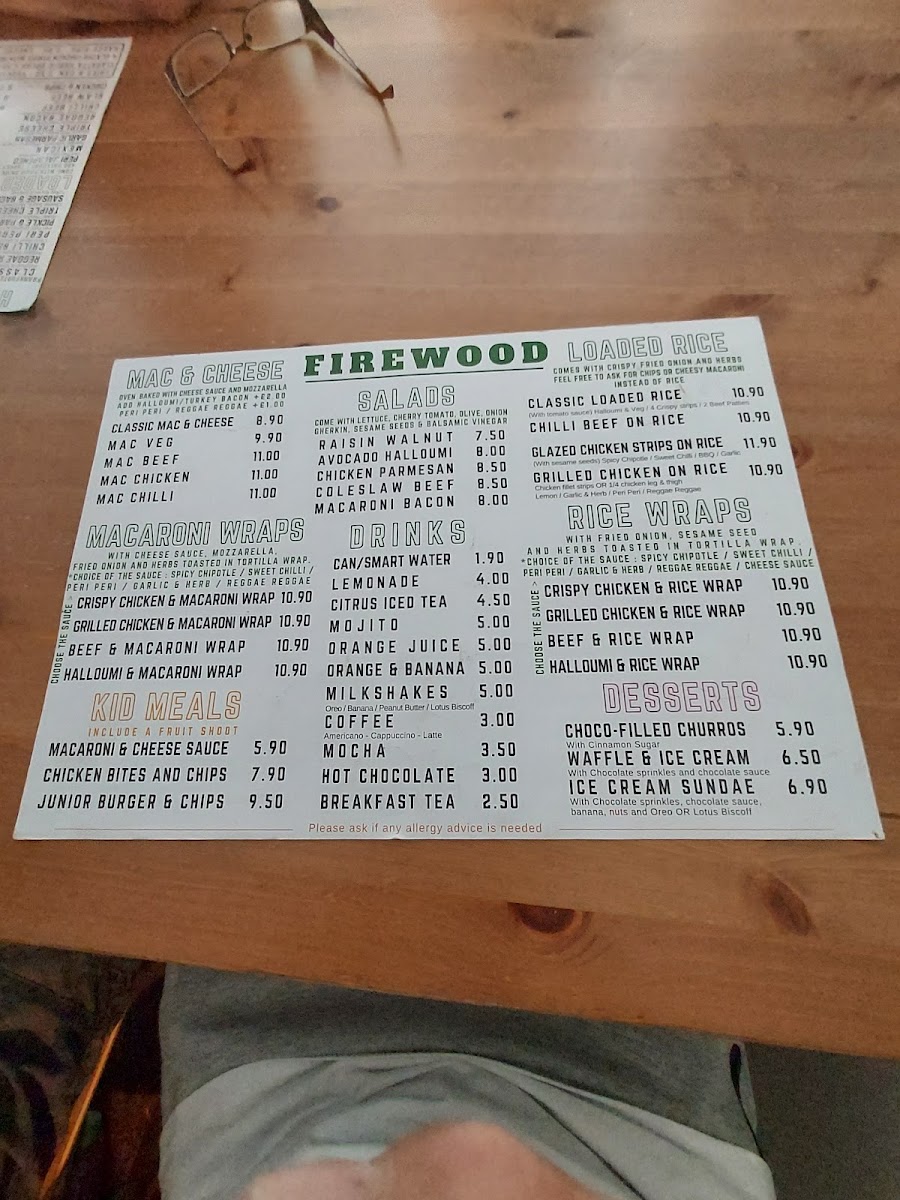 FIREWOOD
MAC & CHEESE
OVEN BAKED WITH CHEESE SAUCE AND MOZZARELLA
ADD HALLOUMI/TURKEY BACON +£2.00
PERI PERI / REGGAE REGGAE +£1.00
CLASSIC MAC & CHEESE 8.90
MAC VEG 9.90
MAC BEEF 11.00
MAC CHICKEN 11.00
MAC CHILLI 11.00
MACARONI WRAPS
WITH CHEESE SAUCE, MOZZARELLA,
FRIED ONION AND HERBS TOASTED IN TORTILLA WRAP.
*CHOICE OF THE SAUCE : SPICY CHIPOTLE / SWEET CHILLI /
PERI PERI / GARLIC & HERB / REGGAE REGGAE
CHOOSE THE SAUCE ^
CRISPY CHICKEN & MACARONI WRAP 10.90
GRILLED CHICKEN & MACARONI WRAP 10.90
BEEF & MACARONI WRAP 10.90
HALLOUMI & MACARONI WRAP 10.90
KID MEALS
INCLUDE A FRUIT SHOOT
MACARONI & CHEESE SAUCE 5.90
CHICKEN BITES AND CHIPS 7.90
JUNIOR BURGER & CHIPS 9.50
SALADS
COME WITH LETTUCE, CHERRY TOMATO, OLIVE, ONION
GHERKIN, SESAME SEEDS & BALSAMIC VINEGAR
RAISIN WALNUT 7.50
AVOCADO HALLOUMI 8.00
CHICKEN PARMESAN 8.50
COLESLAW BEEF 8.50
MACARONI BACON 8.00
DRINKS
CAN/SMART WATER 1.90
LEMONADE 4.00
CITRUS ICED TEA 4.50
MOJITO 5.00
ORANGE JUICE 5.00
ORANGE & BANANA 5.00
MILKSHAKES 5.00
Oreo / Banana / Peanut Butter / Lotus Biscoff
COFFEE 3.00
Americano - Cappuccino - Latte
MOCHA 3.50
HOT CHOCOLATE 3.00
BREAKFAST TEA 2.50
LOADED RICE
COMES WITH CRISPY FRIED ONION AND HERBS
FEEL FREE TO ASK FOR CHIPS OR CHEESY MACARONI
INSTEAD OF RICE
CLASSIC LOADED RICE 10.90
(With tomato sauce) Halloumi & Veg / 4 Crispy strips / 2 Beef Patties
CHILLI BEEF ON RICE 10.90
GLAZED CHICKEN STRIPS ON RICE 11.90
(With sesame seeds) Spicy Chipotle / Sweet Chilli / BBQ / Garlic
GRILLED CHICKEN ON RICE 10.90
Chicken fillet strips OR 1/4 chicken leg & thigh
Lemon / Garlic & Herb / Peri Peri / Reggae Reggae
RICE WRAPS
WITH FRIED ONION, SESAME SEED
AND HERBS TOASTED IN TORTILLA WRAP.
*CHOICE OF THE SAUCE : SPICY CHIPOTLE / SWEET CHILLI /
PERI PERI / GARLIC & HERB / REGGAE REGGAE / CHEESE SAUCE
CHOOSE THE SAUCE ^
CRISPY CHICKEN & RICE WRAP 10.90
GRILLED CHICKEN & RICE WRAP 10.90
BEEF & RICE WRAP 10.90
HALLOUMI & RICE WRAP 10.90
DESSERTS
CHOCO-FILLED CHURROS 5.90
With Cinnamon Sugar
WAFFLE & ICE CREAM 6.50
With Chocolate sprinkles and chocolate sauce
ICE CREAM SUNDAE 6.90
With Chocolate sprinkles, chocolate sauce,
banana, nuts and Oreo OR Lotus Biscoff
Please ask if any allergy advice is needed